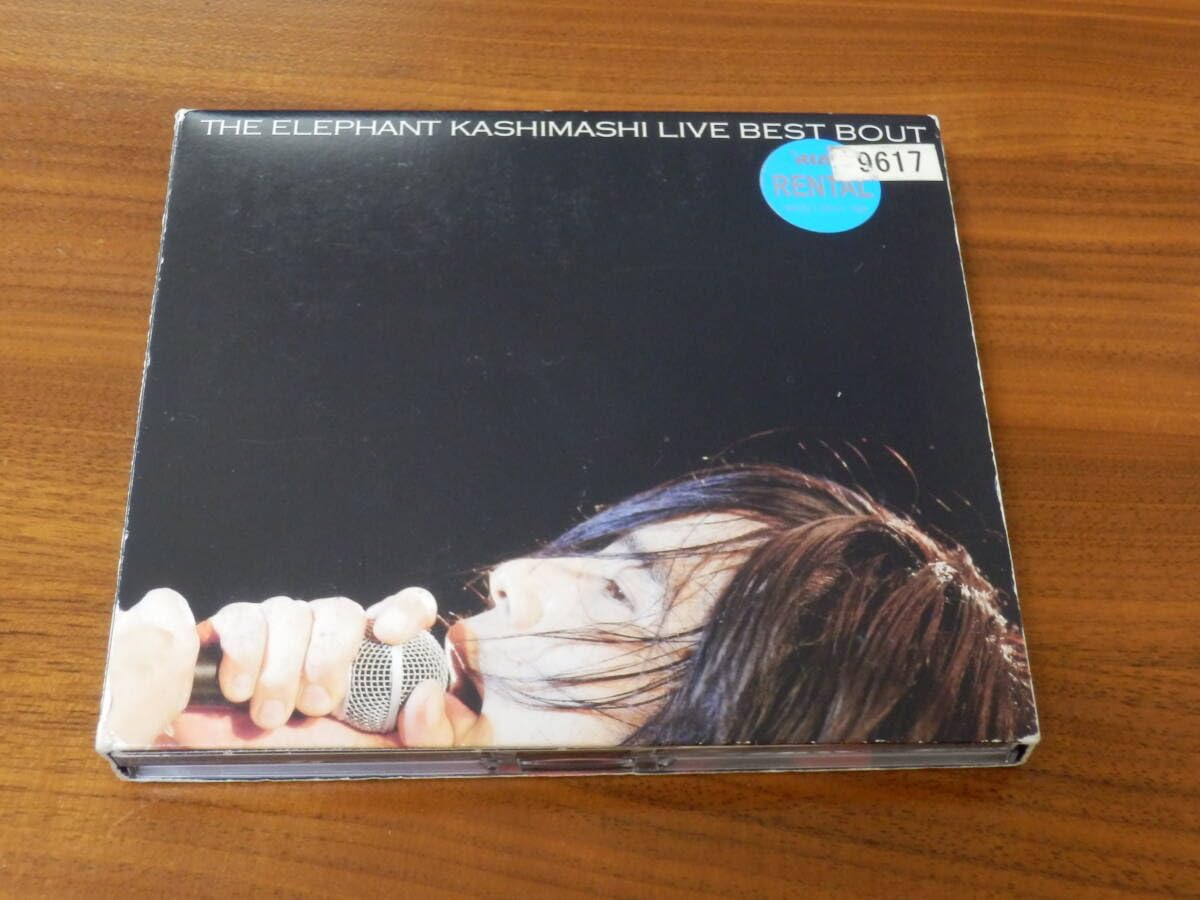 THE ELEPHANT KASHIMASHI LIVE BEST BOUT
9617
RENTAL